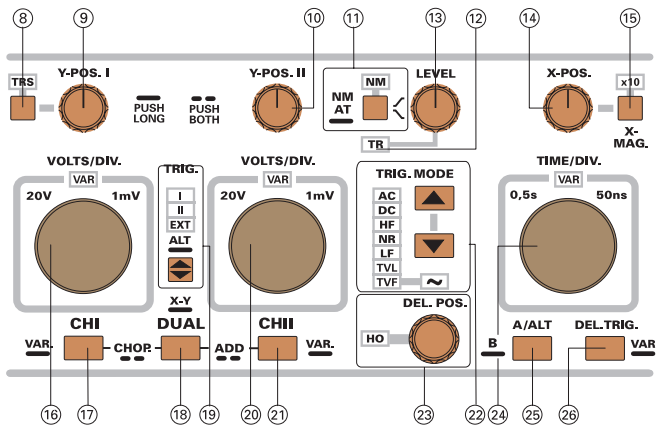 8 9 10 11 13 12 14 15
TRS
Y-POS. I
PUSH LONG
PUSH BOTH
Y-POS. II
NM
AT
NM
LEVEL
TR
X-POS.
x10
X-MAG.
VOLTS/DIV.
VAR
20V 1mV
TRIG.
I
II
EXT
ALT
X-Y
VOLTS/DIV.
VAR
20V 1mV
TRIG. MODE
AC
DC
HF
NR
LF
TVL
TVF
~
DEL. POS.
HO
TIME/DIV.
VAR
0,5s 50ns
VAR. CHI CHOP. DUAL ADD CHII VAR.
B A/ALT DEL.TRIG. VAR
16 17 18 19 20 21 23 22 24 25 26